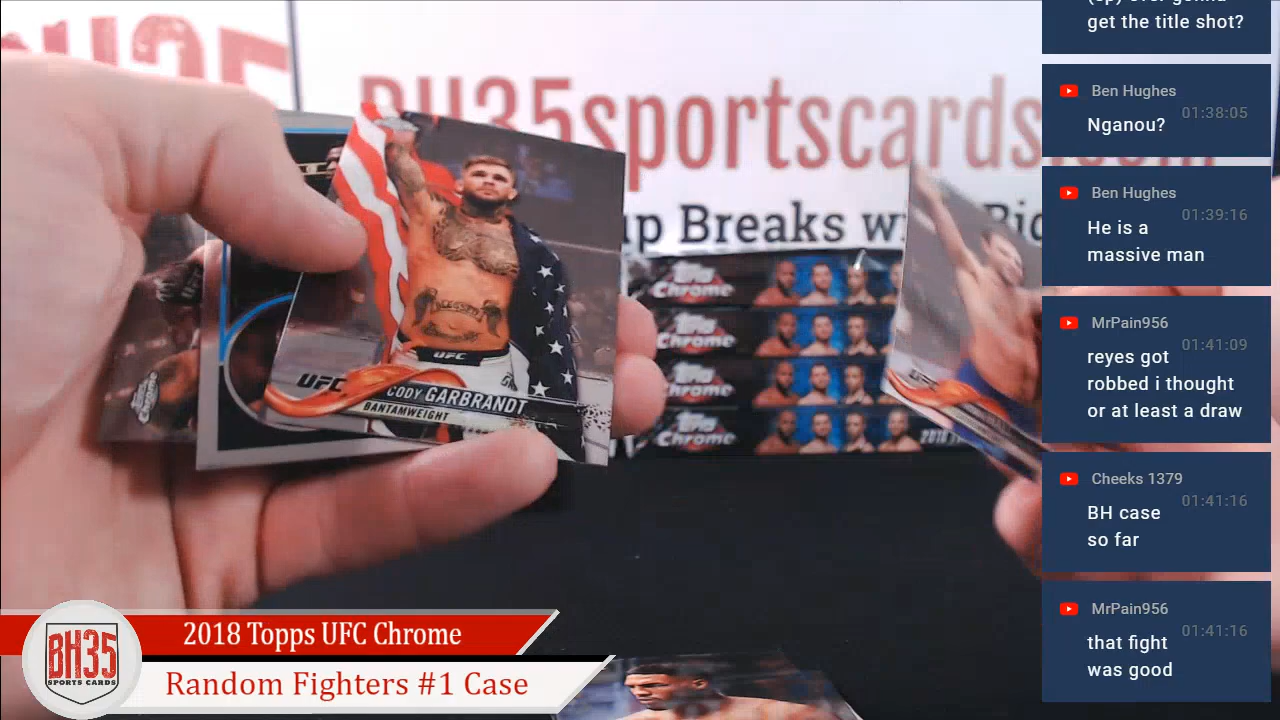 get the title shot?
Ben Hughes
01:38:05
Nganou?
Ben Hughes
01:39:16
He is a
massive man
MrPain956
01:41:09
reyes got
robbed i thought
or at least a draw
Cheeks 1379
01:41:16
BH case
so far
MrPain956
01:41:16
that fight
was good
BH35sportscards.com
up Breaks
Topps
Chrome
Topps
Chrome
Topps
Chrome
Topps
Chrome
UFC
UFC
CODY GARBRANDT
BANTAMWEIGHT
Chrome
BH35
SPORTS CARDS
2018 Topps UFC Chrome
Random Fighters #1 Case